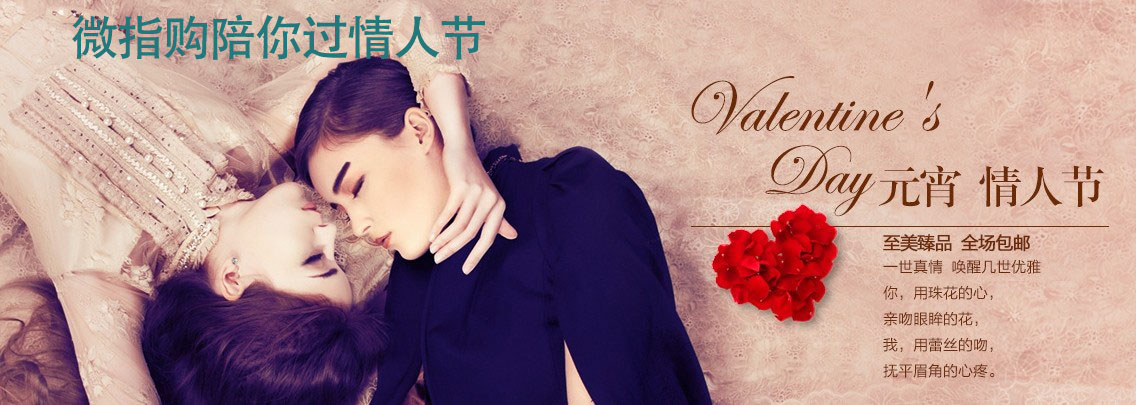 微指购陪你过情人节
Valentine's
Day 元宵 情人节
至美臻品 全场包邮
一世真情 唤醒几世优雅
你，用珠花的心，
亲吻眼眸的花，
我，用蕾丝的吻，
抚平眉角的心疼。